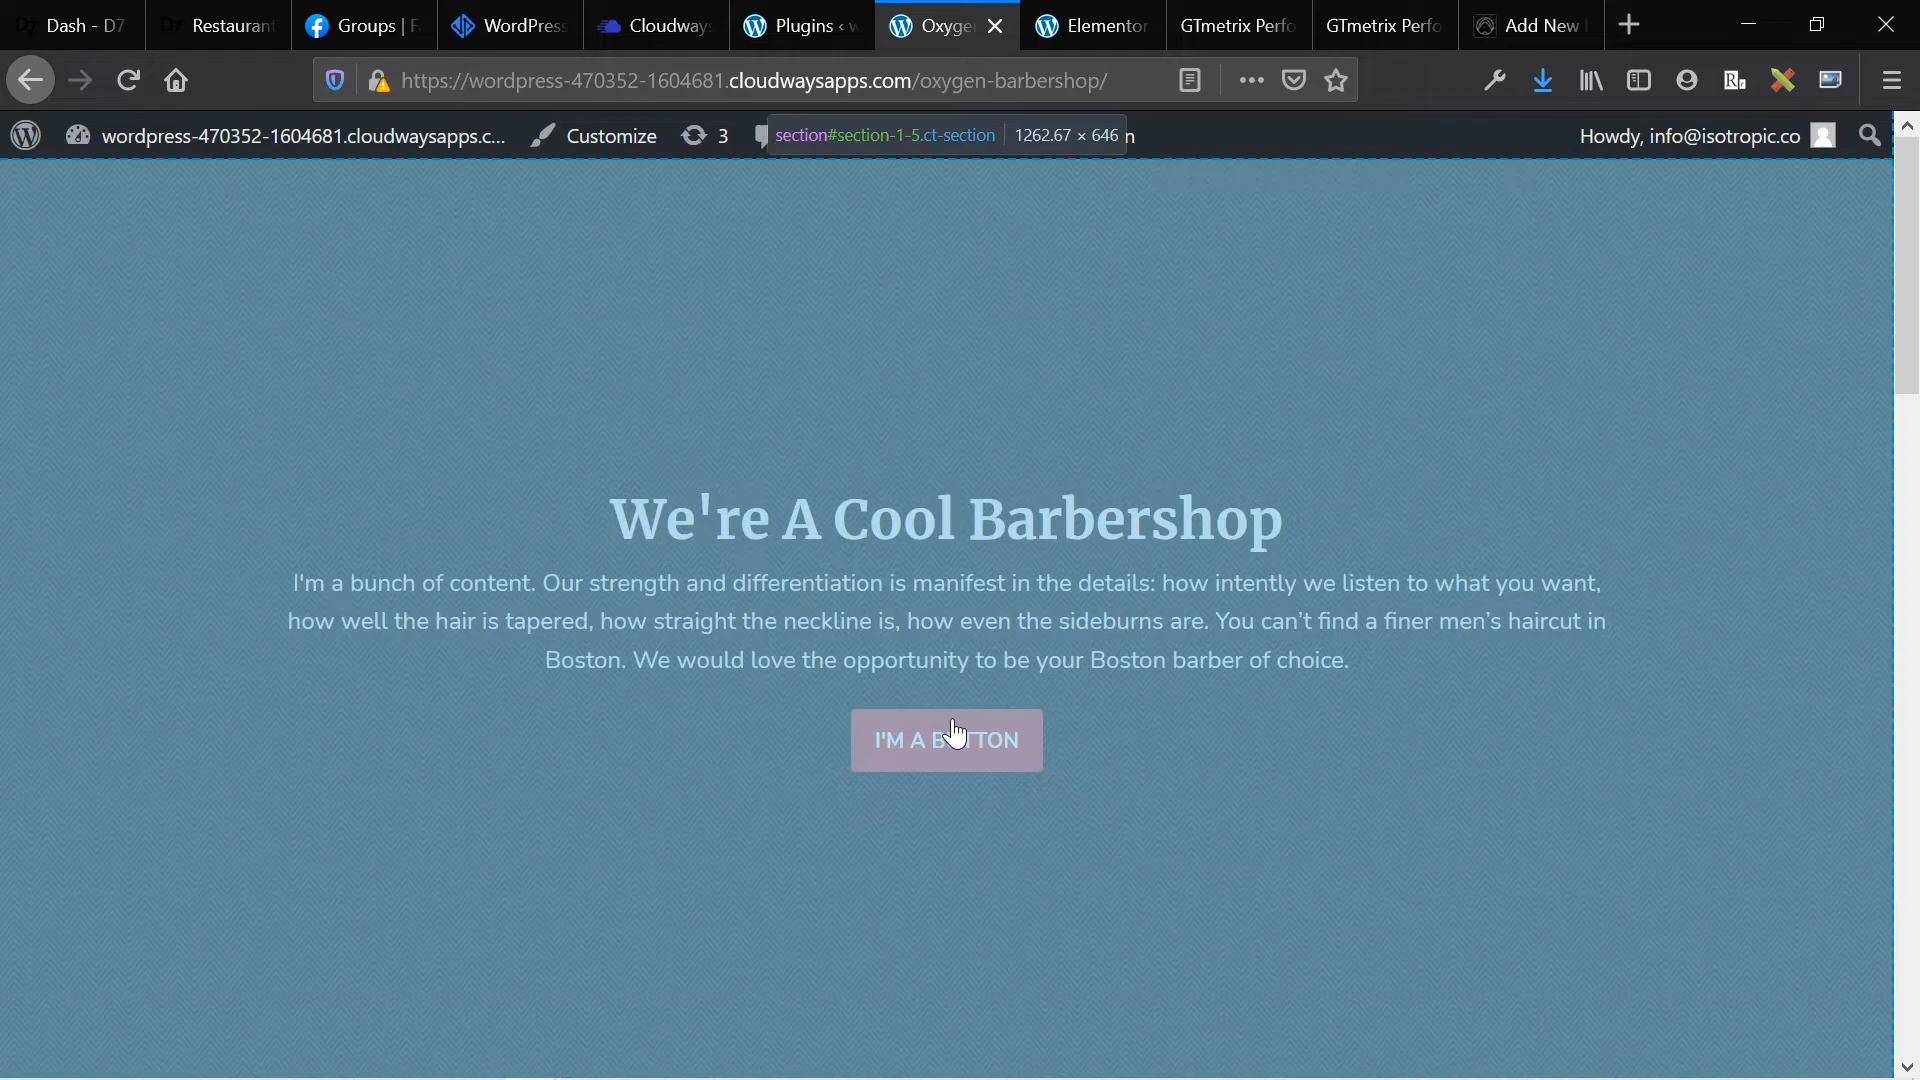 Dash - D7
Restaurant
Groups | F
WordPress
Cloudways
Plugins ‹ w
Oxyge
Elementor
GTmetrix Perfo
GTmetrix Perfo
Add New
https://wordpress-470352-1604681.cloudwaysapps.com/oxygen-barbershop/
wordpress-470352-1604681.cloudwaysapps.c...
Customize
3
section#section-1-5.ct-section
1262.67 × 646
n
Howdy, info@isotropic.co
We're A Cool Barbershop
I'm a bunch of content. Our strength and differentiation is manifest in the details: how intently we listen to what you want,
how well the hair is tapered, how straight the neckline is, how even the sideburns are. You can’t find a finer men’s haircut in
Boston. We would love the opportunity to be your Boston barber of choice.
I'M A BUTTON